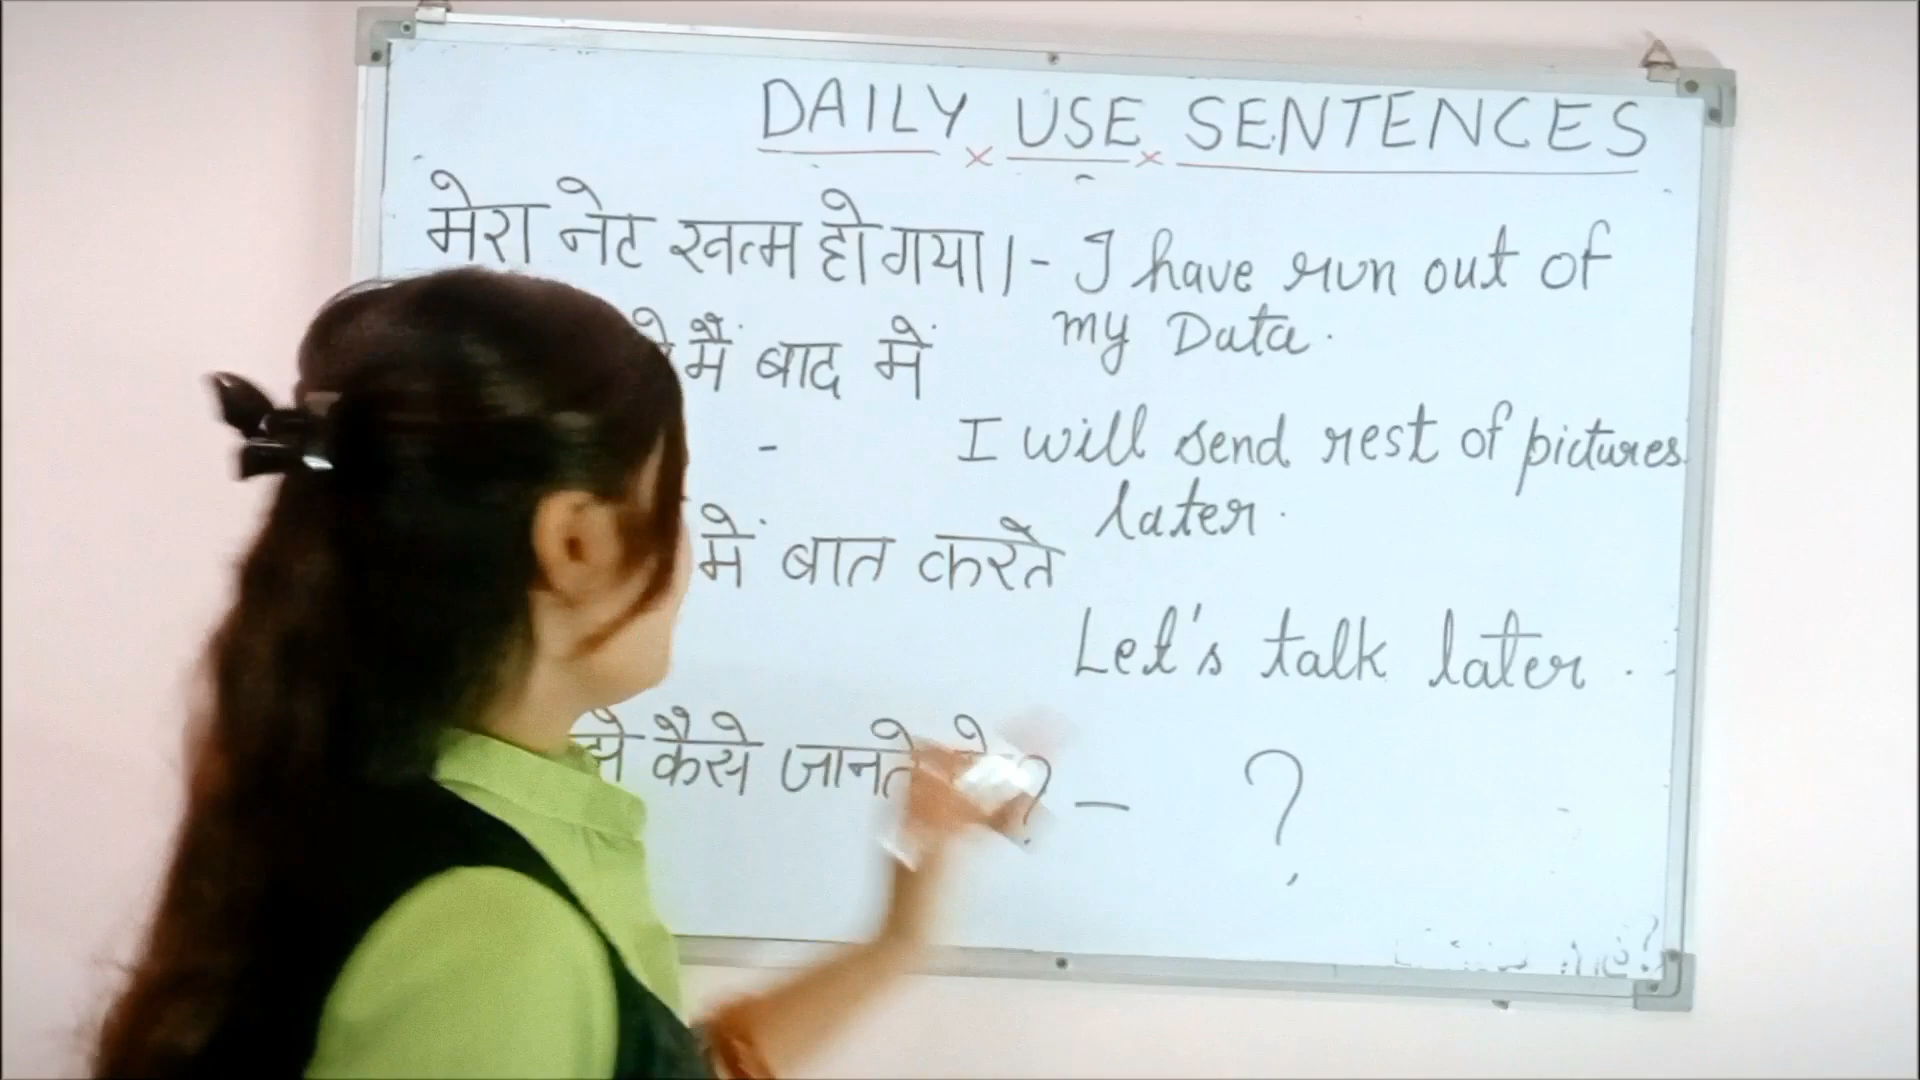 DAILY USE SENTENCES
मेरा नेट खत्म हो गया। - I have run out of
my Data.
मैं बाद में
- I will send rest of pictures
later.
में बात करते
Let's talk later.
कैसे जानते ? - ?